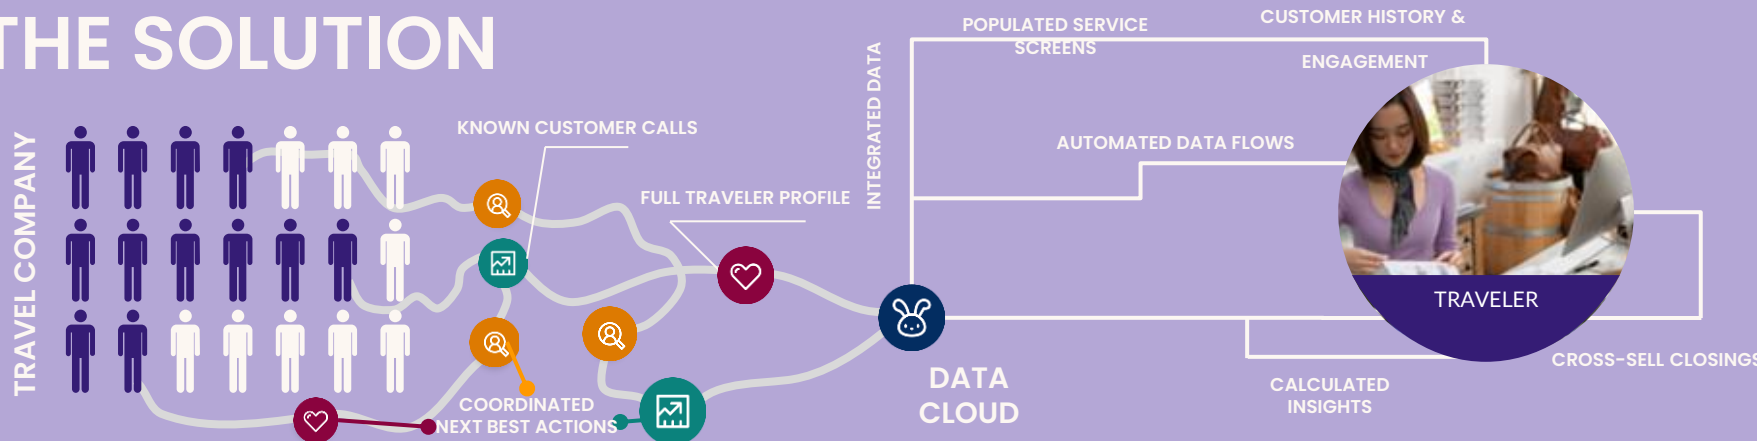 THE SOLUTION
TRAVEL COMPANY
KNOWN CUSTOMER CALLS
FULL TRAVELER PROFILE
COORDINATED
NEXT BEST ACTIONS
INTEGRATED DATA
DATA
CLOUD
POPULATED SERVICE
SCREENS
CUSTOMER HISTORY &
ENGAGEMENT
AUTOMATED DATA FLOWS
TRAVELER
CROSS-SELL CLOSINGS
CALCULATED
INSIGHTS